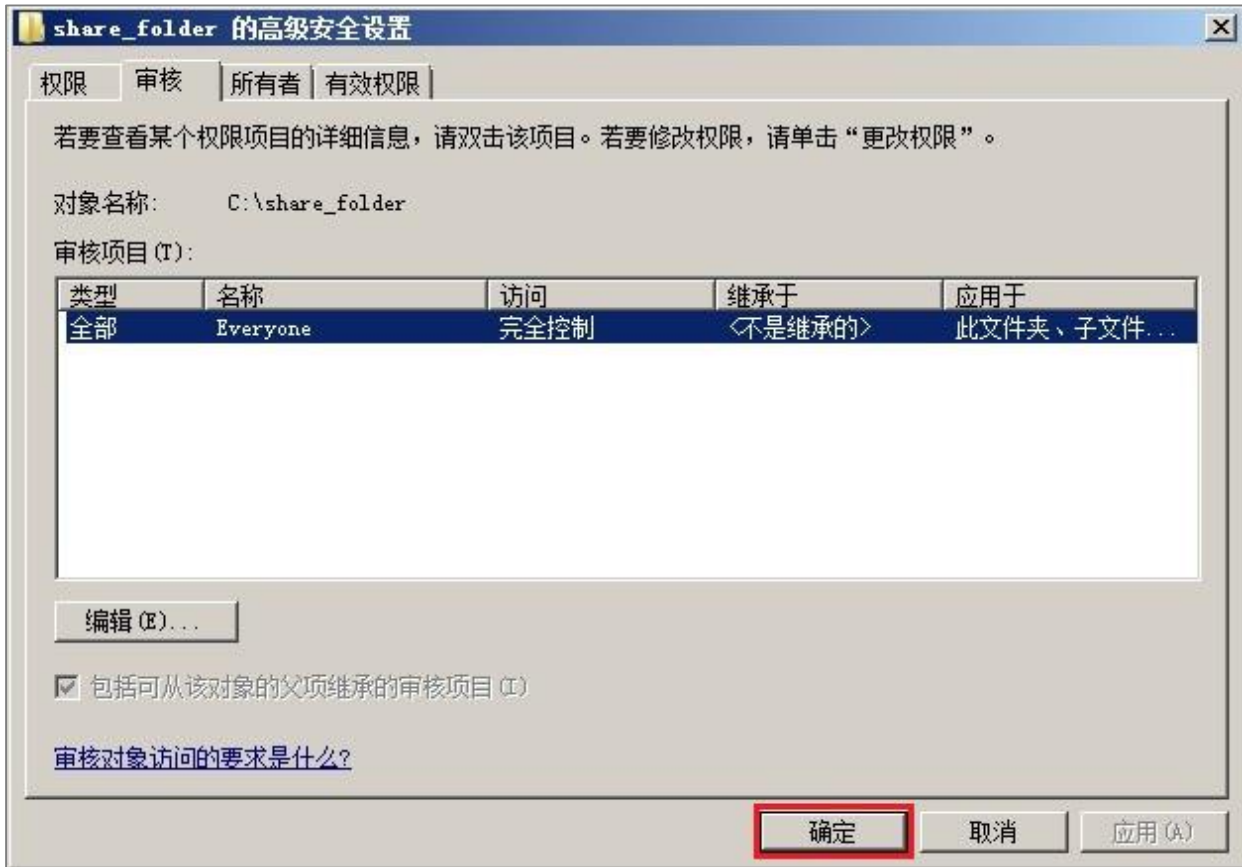 share_folder 的高级安全设置
权限 审核 所有者 有效权限
若要查看某个权限项目的详细信息，请双击该项目。若要修改权限，请单击“更改权限”。
对象名称: C:\share_folder
审核项目(T):
类型 名称 访问 继承于 应用于
全部 Everyone 完全控制 <不是继承的> 此文件夹、子文件...
编辑(E)...
包括可从该对象的父项继承的审核项目(I)
审核对象访问的要求是什么?
确定 取消 应用(A)